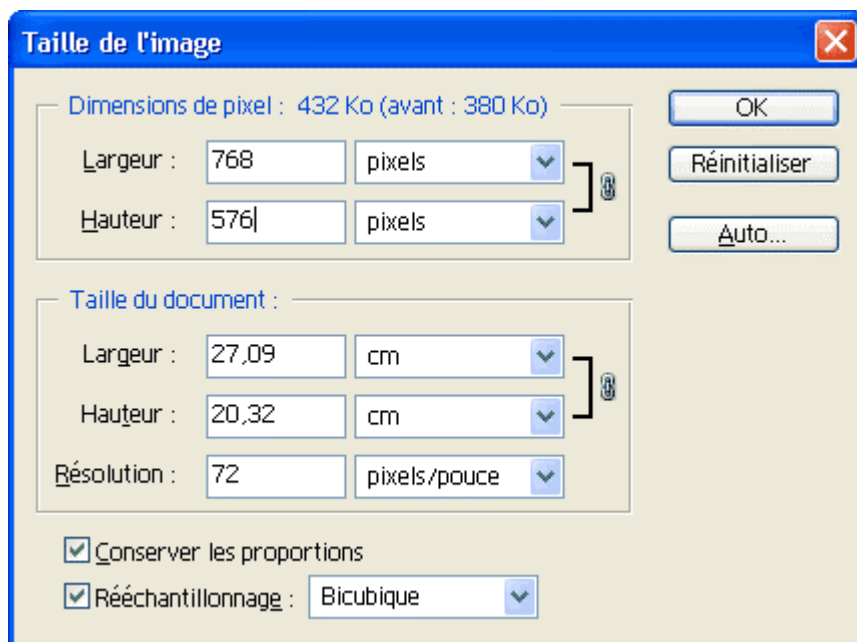 Taille de l'image
Dimensions de pixel : 432 Ko (avant : 380 Ko)
Largeur : 768 pixels
Hauteur : 576 pixels
OK
Réinitialiser
Auto...
Taille du document :
Largeur : 27,09 cm
Hauteur : 20,32 cm
Résolution : 72 pixels/pouce
Conserver les proportions
Rééchantillonnage : Bicubique